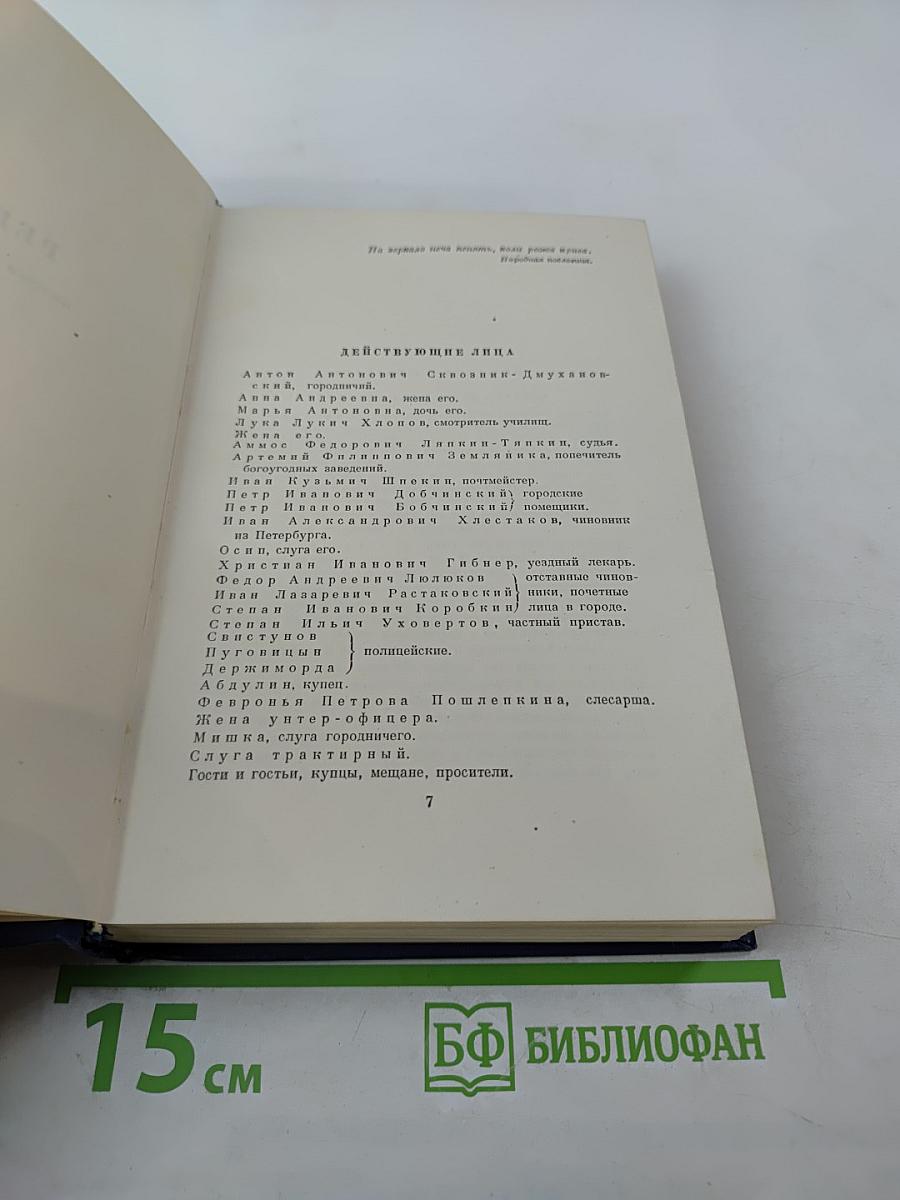 На зеркало неча пенять, коли рожа крива.
Народная пословица.
ДЕЙСТВУЮЩИЕ ЛИЦА
Антон Антонович Сквозник-Дмуханов-
ский, городничий.
Анна Андреевна, жена его.
Марья Антоновна, дочь его.
Лука Лукич Хлопов, смотритель училищ.
Жена его.
Аммос Федорович Ляпкин-Тяпкин, судья.
Артемий Филиппович Земляника, попечитель
богоугодных заведений.
Иван Кузьмич Шпекин, почтмейстер.
Петр Иванович Добчинский } городские
Петр Иванович Бобчинский } помещики.
Иван Александрович Хлестаков, чиновник
из Петербурга.
Осип, слуга его.
Христиан Иванович Гибнер, уездный лекарь.
Федор Андреевич Люлюков } отставные чинов-
Иван Лазаревич Растаковский } ники, почетные
Степан Иванович Коробкин } лица в городе.
Степан Ильич Уховертов, частный пристав.
Свистунов
Пуговицын } полицейские.
Держиморда
Абдулин, купец.
Февронья Петрова Пошлепкина, слесарша.
Жена унтер-офицера.
Мишка, слуга городничего.
Слуга трактирный.
Гости и гостьи, купцы, мещане, просители.
7
15 см
БФ БИБЛИОФАН